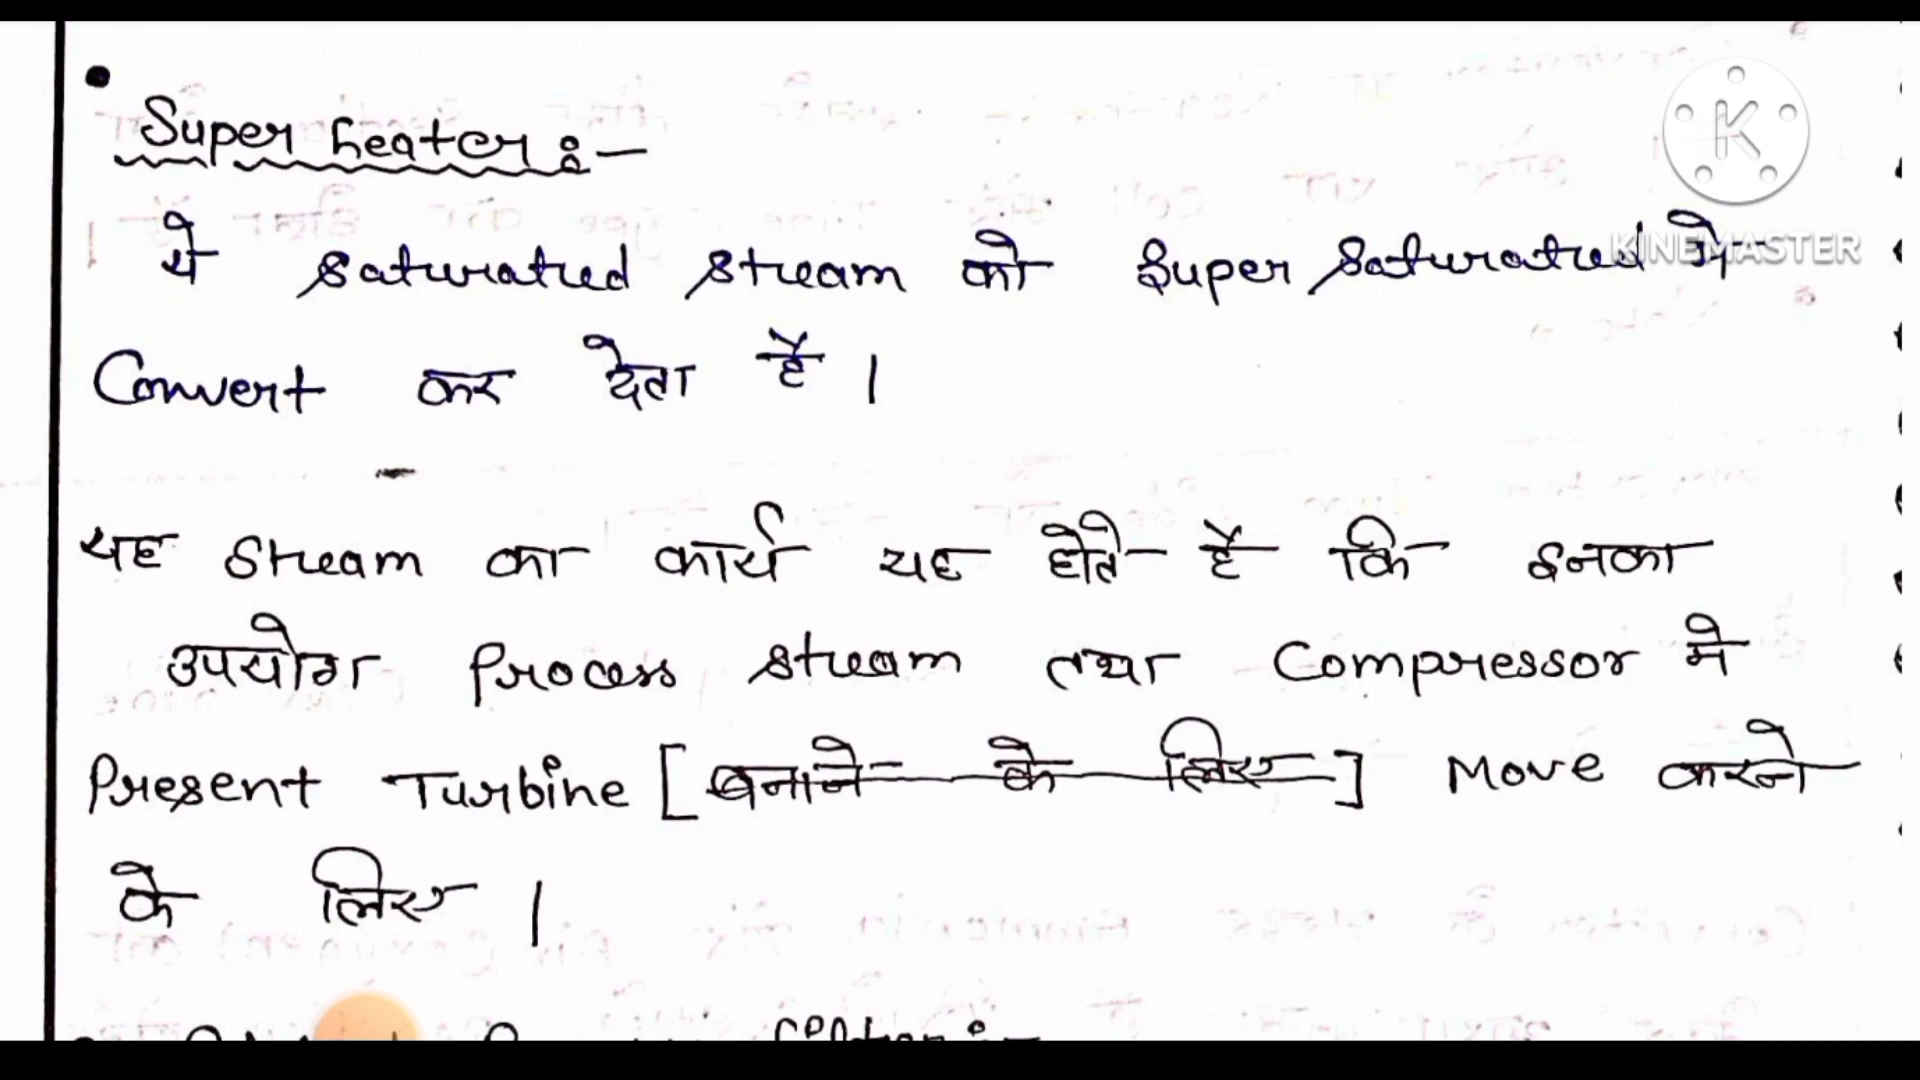 Super heater :-
ये saturated stream को Super saturated मे
Convert कर देता है ।
यह Stream का कार्य यह होते है कि इनका
उपयोग Process stream तथा Compressor मे
Present Turbine [बनाने के लिए] Move करने
के लिए ।
KINEMASTER